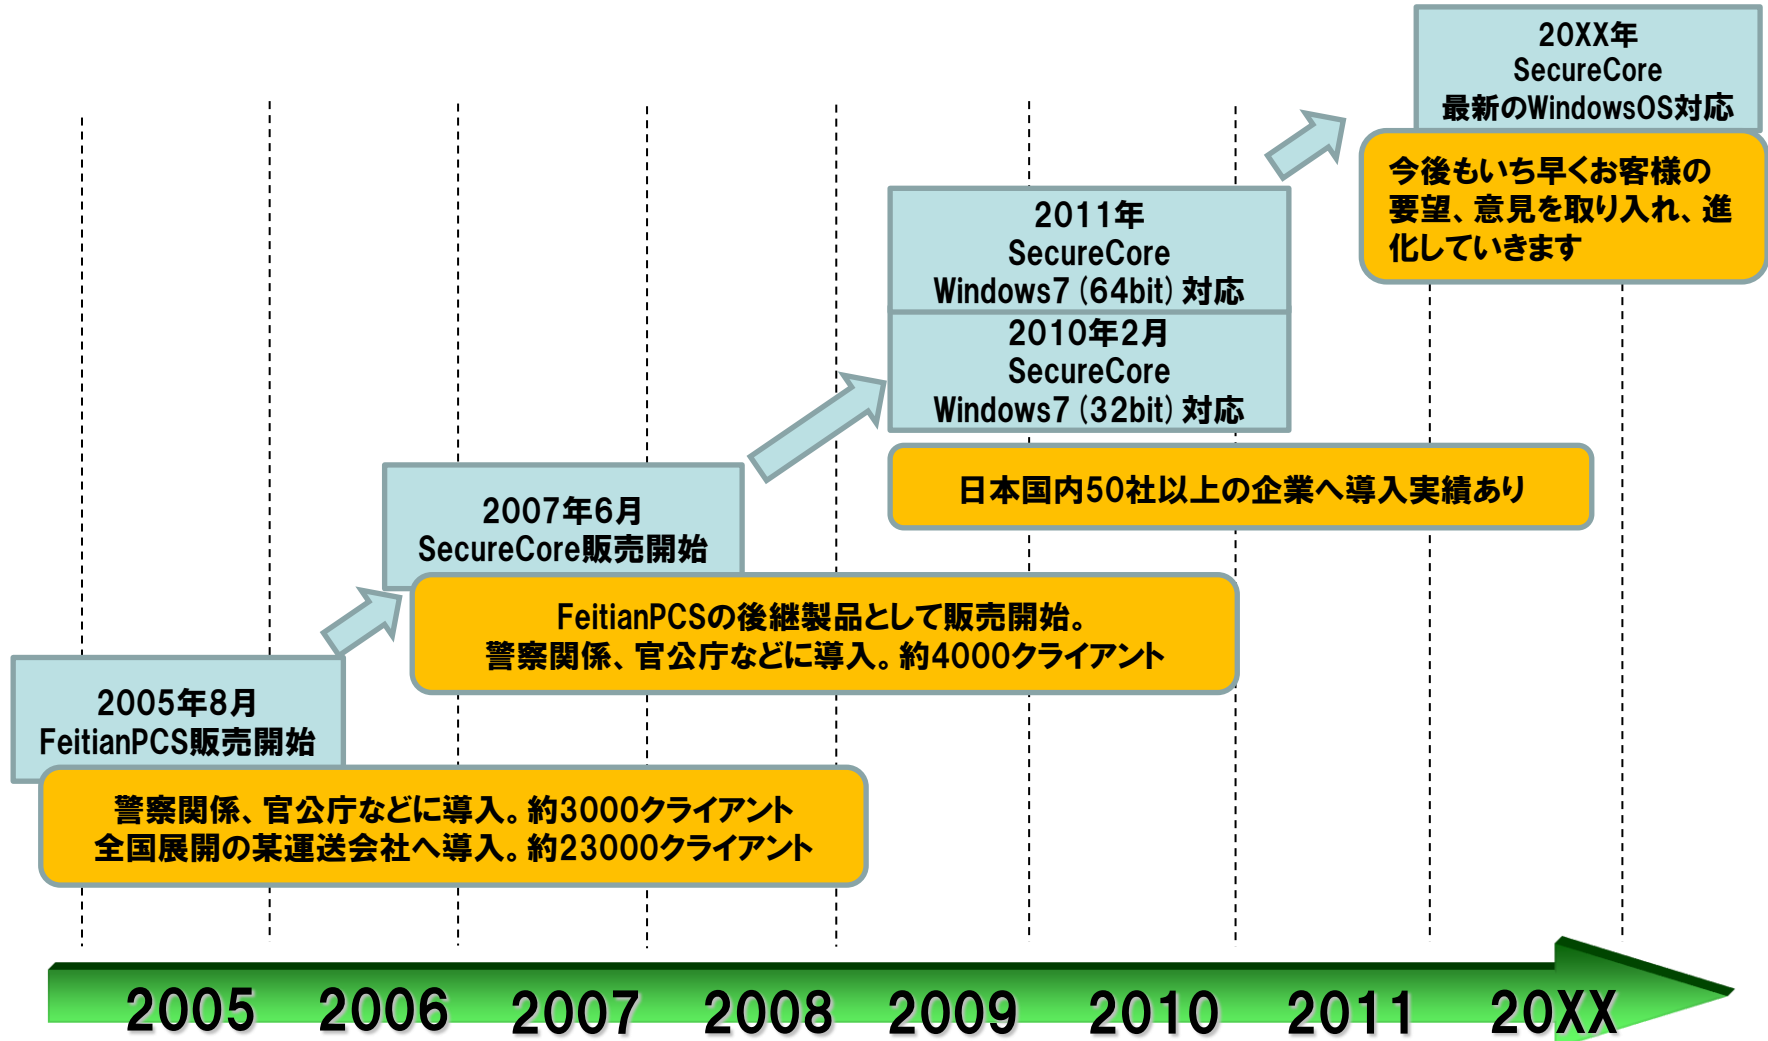 20XX年
SecureCore
最新のWindowsOS対応
今後もいち早くお客様の
要望、意見を取り入れ、進
化していきます
2011年
SecureCore
Windows7(64bit)対応
2010年2月
SecureCore
Windows7(32bit)対応
日本国内50社以上の企業へ導入実績あり
2007年6月
SecureCore販売開始
FeitianPCSの後継製品として販売開始。
警察関係、官公庁などに導入。約4000クライアント
2005年8月
FeitianPCS販売開始
警察関係、官公庁などに導入。約3000クライアント
全国展開の某運送会社へ導入。約23000クライアント
2005 2006 2007 2008 2009 2010 2011 20XX